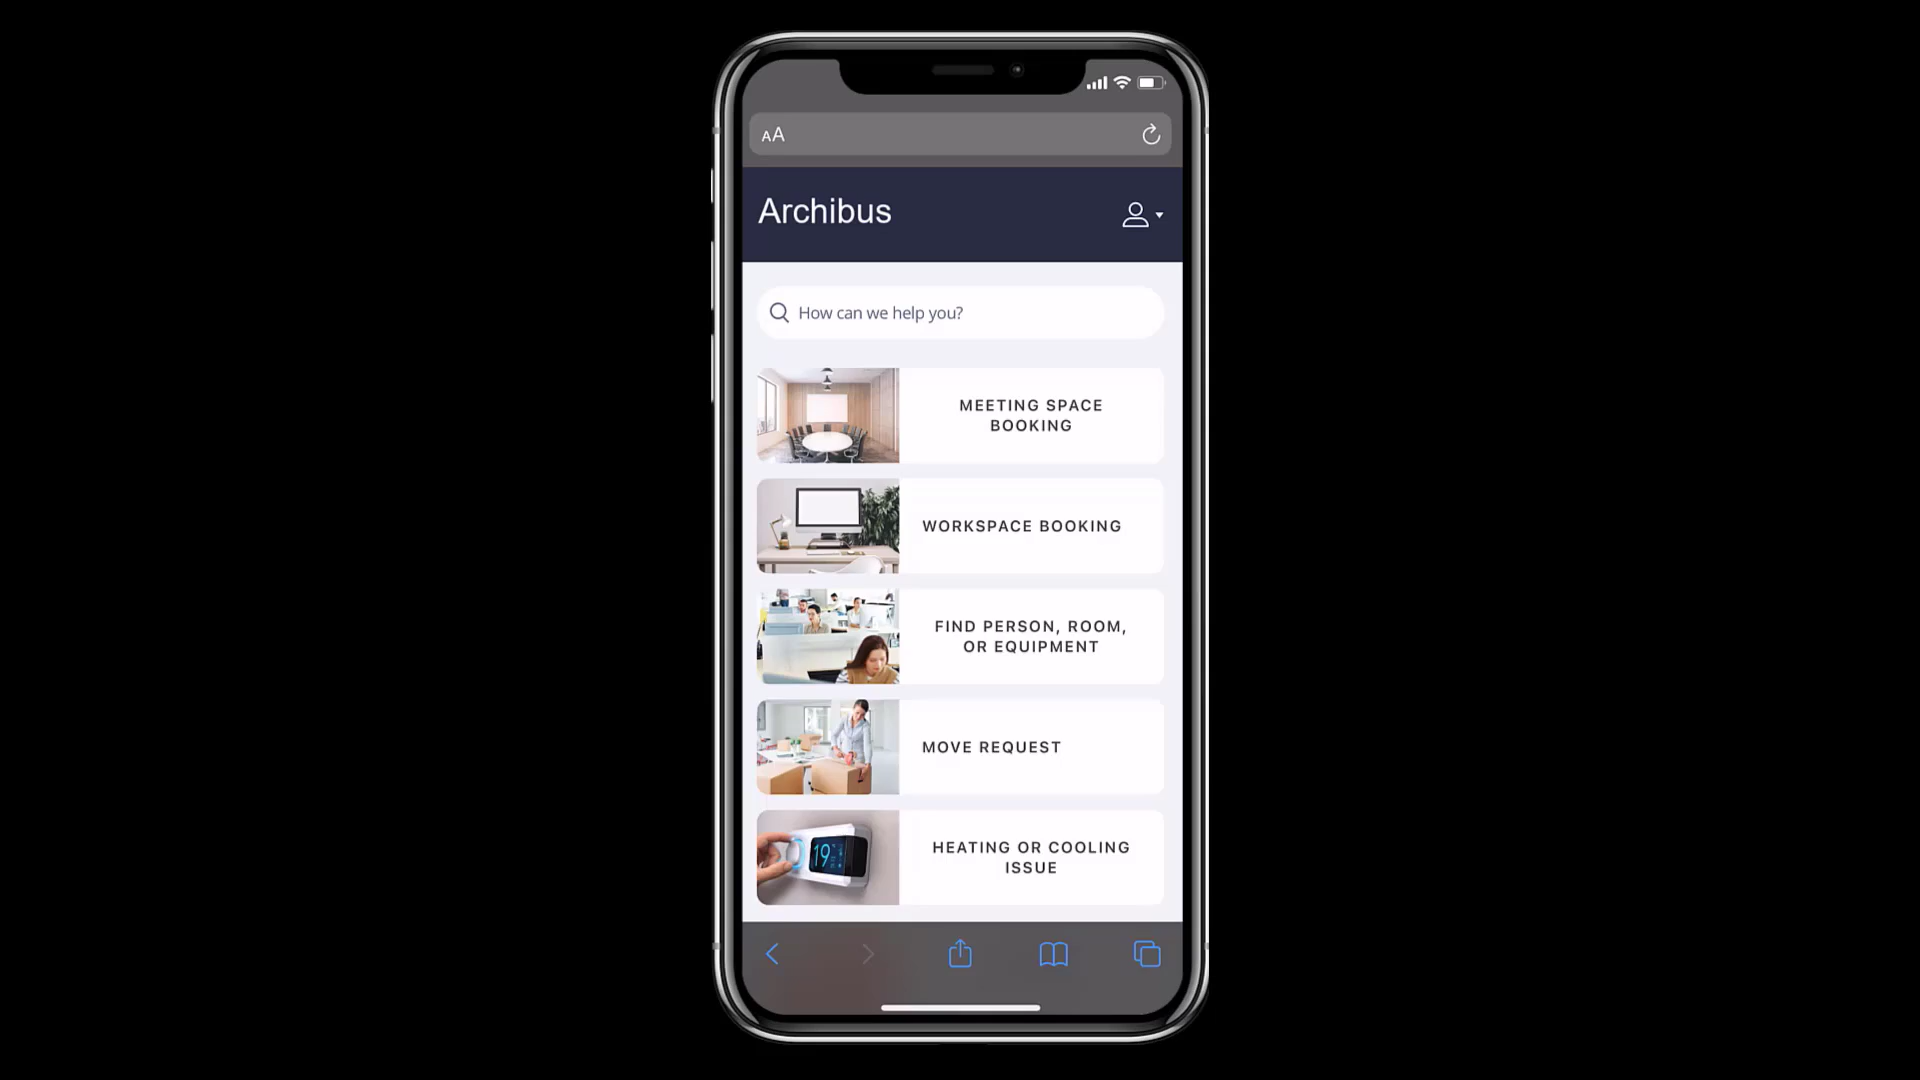 AA
Archibus
How can we help you?
MEETING SPACE
BOOKING
WORKSPACE BOOKING
FIND PERSON, ROOM,
OR EQUIPMENT
MOVE REQUEST
HEATING OR COOLING
ISSUE
19